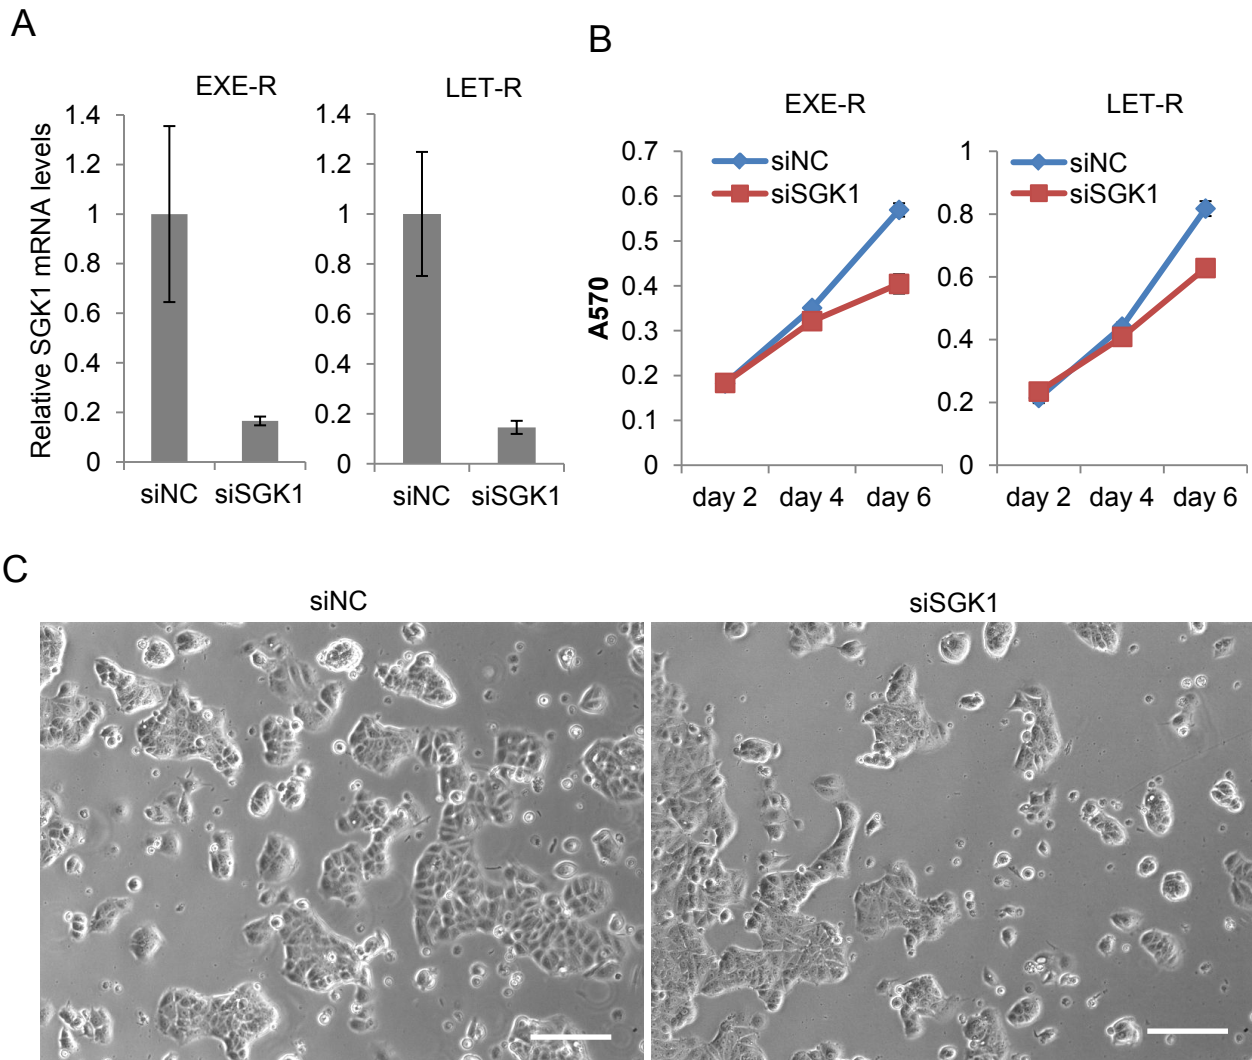 A
EXE-R
LET-R
Relative SGK1 mRNA levels
1.4
1.2
1
0.8
0.6
0.4
0.2
0
siNC siSGK1
1.4
1.2
1
0.8
0.6
0.4
0.2
0
siNC siSGK1
B
EXE-R
LET-R
A570
0.7
0.6
0.5
0.4
0.3
0.2
0.1
0
siNC
siSGK1
day 2 day 4 day 6
1
0.8
0.6
0.4
0.2
0
siNC
siSGK1
day 2 day 4 day 6
C
siNC
siSGK1